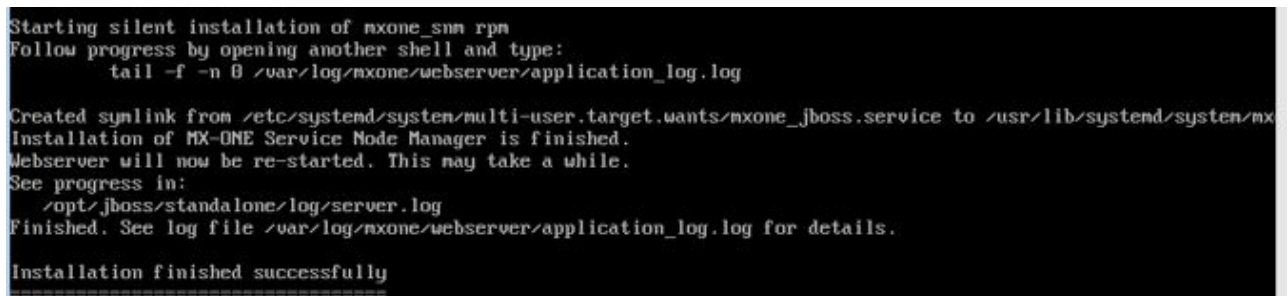 Starting silent installation of mxone_snm rpm
Follow progress by opening another shell and type:
tail -f -n 0 /var/log/mxone/webserver/application_log.log
Created symlink from /etc/systemd/system/multi-user.target.wants/mxone_jboss.service to /usr/lib/systemd/system/mx
Installation of MX-ONE Service Node Manager is finished.
Webserver will now be re-started. This may take a while.
See progress in:
/opt/jboss/standalone/log/server.log
Finished. See log file /var/log/mxone/webserver/application_log.log for details.
Installation finished successfully
===================================